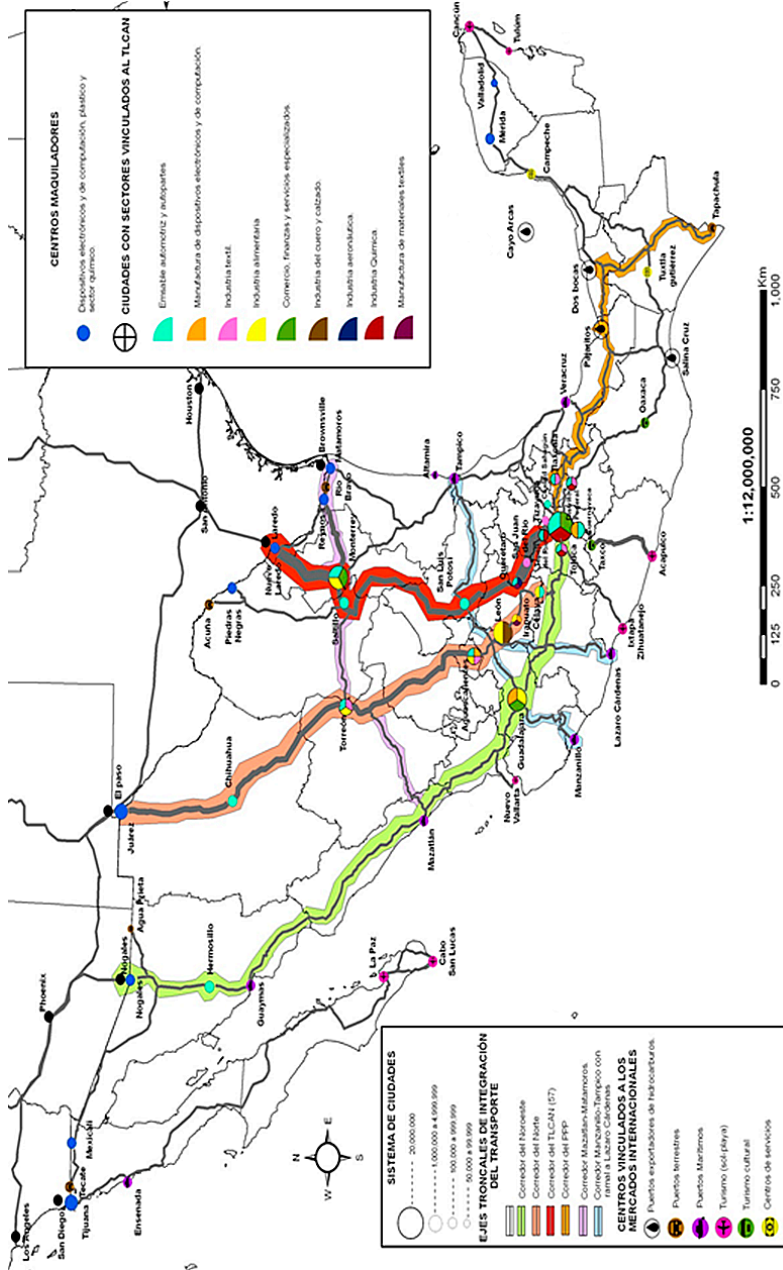 CENTROS MAQUILADORES
Dispositivos electrónicos y de computación, plástico y
sector químico.
CIUDADES CON SECTORES VINCULADOS AL TLCAN
Emsable automotriz y autopartes
Manufactura de dispositivos electrónicos y de computación.
Industria textil.
Industria alimentaria
Comercio, finanzas y servicios especializados.
Industria del cuero y calzado.
Industria aeronáutica.
Industria Química.
Manufactura de materiales textiles
Los Angeles
San Diego
Tijuana
Tecate
Mexicali
Ensenada
Phoenix
Nogales
Nogales
Agua Prieta
Hermosillo
Guaymas
La Paz
Cabo
San Lucas
El paso
Juárez
Chihuahua
Torreón
Mazatlán
Acuña
Piedras
Negras
San Antonio
Houston
Laredo
Nuevo
Laredo
Brownsville
Matamoros
Rio
Bravo
Reynosa
Monterrey
Saltillo
San Luis
Potosí
Altamira
Tampico
Aguascalientes
León
Irapuato
Celaya
Querétaro
San Juan
del Río
Guadalajara
Nuevo
Vallarta
Manzanillo
Lazaro Cárdenas
Ixtapa
Zihuatanejo
Acapulco
Taxco
Toluca
Cuernavaca
Tlaxcala
Veracruz
Oaxaca
Salina Cruz
Pajaritos
Dos bocas
Cayo Arcas
Tuxtla
gutiérrez
Tapachula
Campeche
Merida
Valladolid
Cancún
Tulúm
1:12,000,000
0
125
250
500
750
1,000
Km
N
W
E
S
SISTEMA DE CIUDADES
20.000.000
1,000,000 a 4,999,999
100.000 a 999,999
50,000 a 99,999
EJES TRONCALES DE INTEGRACIÓN
DEL TRANSPORTE
Corredor del Noroeste
Corredor del Norte
Corredor del TLCAN (57)
Corredor del PPP
Corredor Mazatlan-Matamoros.
Corredor Manzanillo-Tampico con
ramal a Lazaro Cárdenas
CENTROS VINCULADOS A LOS
MERCADOS INTERNACIONALES
Puertos exportadores de hidrocarburos.
Puertos terrestres
Puertos Marítimos
Turismo (sol-playa)
Turismo cultural
Centros de servicios